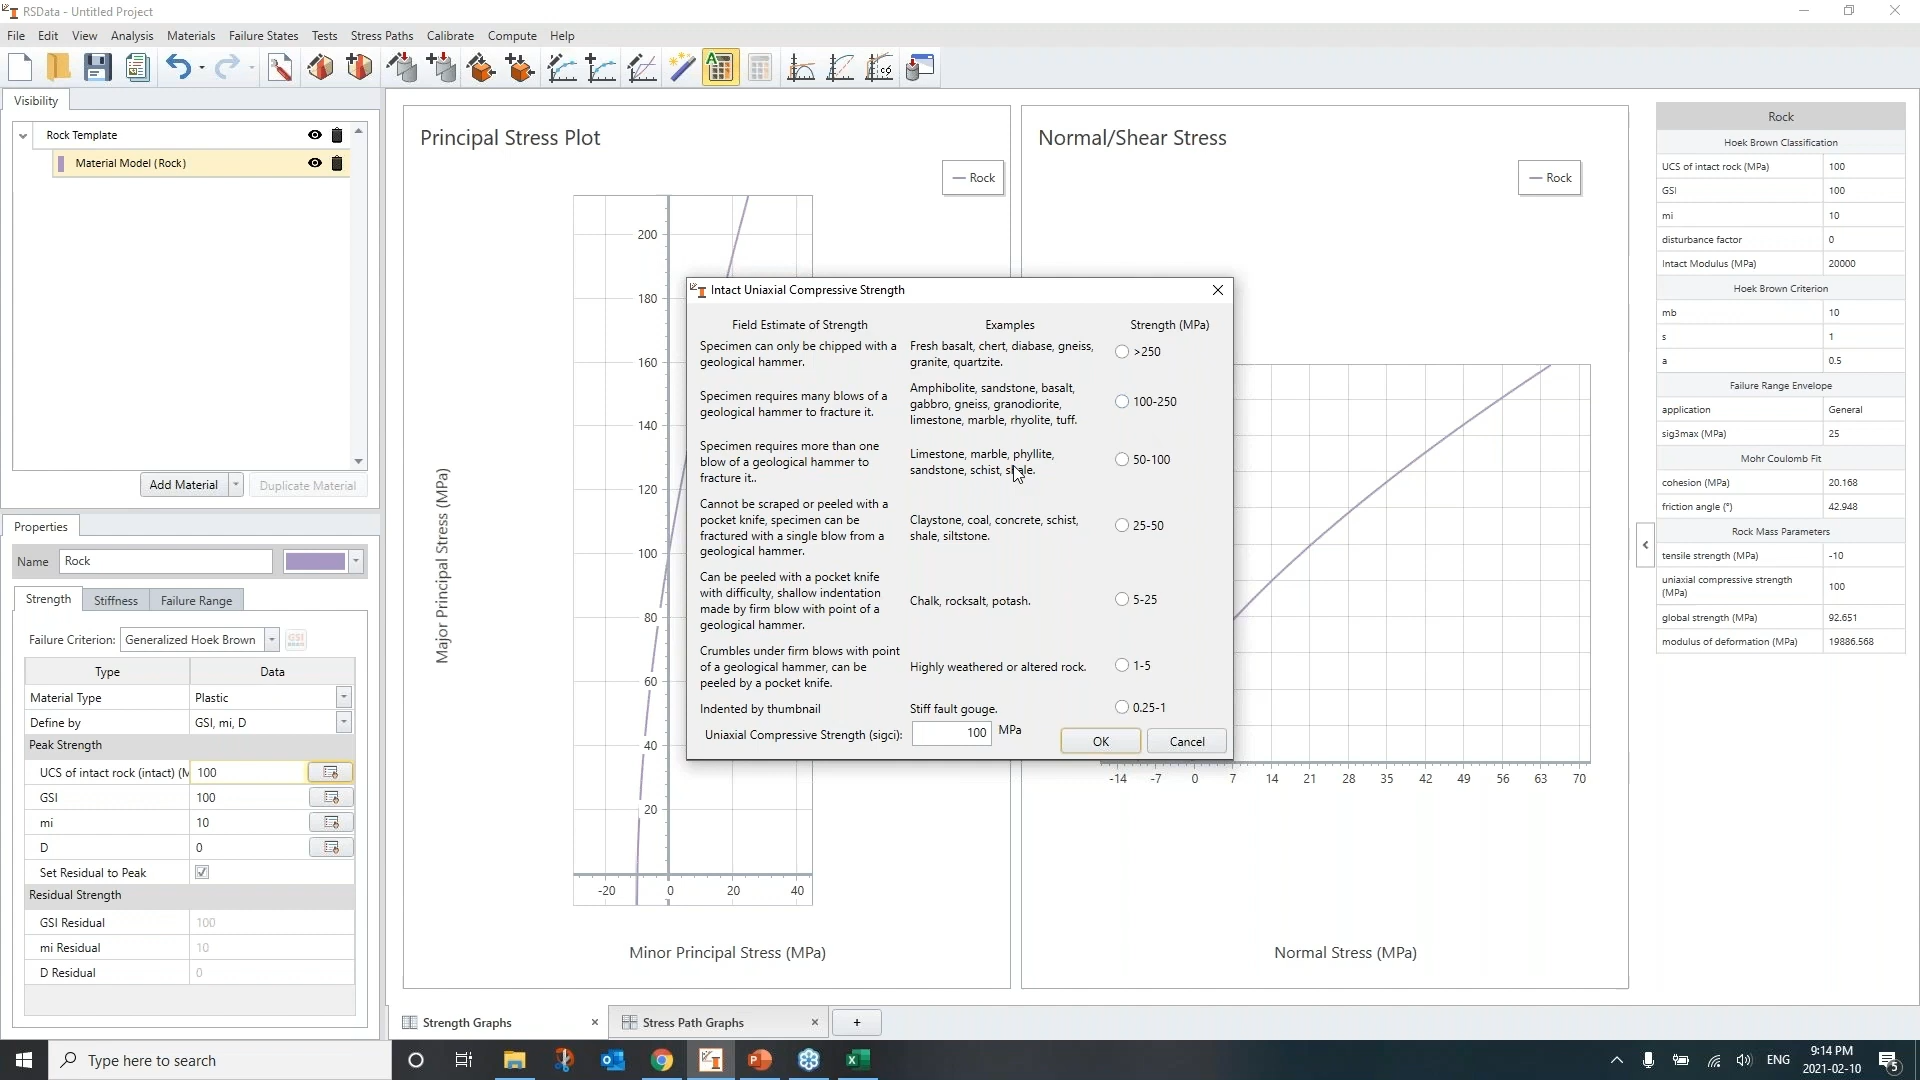 RSData - Untitled Project
File Edit View Analysis Materials Failure States Tests Stress Paths Calibrate Compute Help
Visibility
Rock Template
Material Model (Rock)
Add Material
Duplicate Material
Properties
Name Rock
Strength Stiffness Failure Range
Failure Criterion: Generalized Hoek Brown GSI
Type Data
Material Type Plastic
Define by GSI, mi, D
Peak Strength
UCS of intact rock (intact) (M 100
GSI 100
mi 10
D 0
Set Residual to Peak
Residual Strength
GSI Residual 100
mi Residual 10
D Residual 0
Principal Stress Plot
Rock
Major Principal Stress (MPa)
200
180
160
140
120
100
80
60
40
20
-20 0 20 40
Minor Principal Stress (MPa)
Normal/Shear Stress
Rock
-14 -7 0 7 14 21 28 35 42 49 56 63 70
Normal Stress (MPa)
Intact Uniaxial Compressive Strength
Field Estimate of Strength Examples Strength (MPa)
Specimen can only be chipped with a
geological hammer.
Fresh basalt, chert, diabase, gneiss,
granite, quartzite.
>250
Specimen requires many blows of a
geological hammer to fracture it.
Amphibolite, sandstone, basalt,
gabbro, gneiss, granodiorite,
limestone, marble, rhyolite, tuff.
100-250
Specimen requires more than one
blow of a geological hammer to
fracture it..
Limestone, marble, phyllite,
sandstone, schist, shale.
50-100
Cannot be scraped or peeled with a
pocket knife, specimen can be
fractured with a single blow from a
geological hammer.
Claystone, coal, concrete, schist,
shale, siltstone.
25-50
Can be peeled with a pocket knife
with difficulty, shallow indentation
made by firm blow with point of a
geological hammer.
Chalk, rocksalt, potash.
5-25
Crumbles under firm blows with point
of a geological hammer, can be
peeled by a pocket knife.
Highly weathered or altered rock.
1-5
Indented by thumbnail
Stiff fault gouge.
0.25-1
Uniaxial Compressive Strength (sigci): 100 MPa
OK Cancel
Rock
Hoek Brown Classification
UCS of intact rock (MPa) 100
GSI 100
mi 10
disturbance factor 0
Intact Modulus (MPa) 20000
Hoek Brown Criterion
mb 10
s 1
a 0.5
Failure Range Envelope
application General
sig3max (MPa) 25
Mohr Coulomb Fit
cohesion (MPa) 20.168
friction angle (°) 42.948
Rock Mass Parameters
tensile strength (MPa) -10
uniaxial compressive strength
(MPa) 100
global strength (MPa) 92.651
modulus of deformation (MPa) 19886.568
Strength Graphs
Stress Path Graphs
Type here to search
ENG
9:14 PM
2021-02-10
5